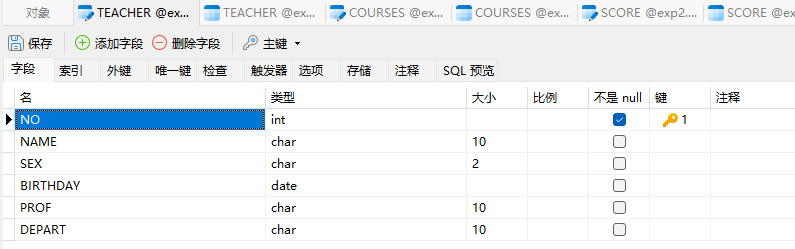 对象 TEACHER @ex... TEACHER @ex... COURSES @exp... COURSES @ex... SCORE @exp2.... SCORE @exp
保存 添加字段 删除字段 主键
字段 索引 外键 唯一键 检查 触发器 选项 存储 注释 SQL 预览
名 类型 大小 比例 不是 null 键 注释
NO int 1
NAME char 10
SEX char 2
BIRTHDAY date
PROF char 10
DEPART char 10